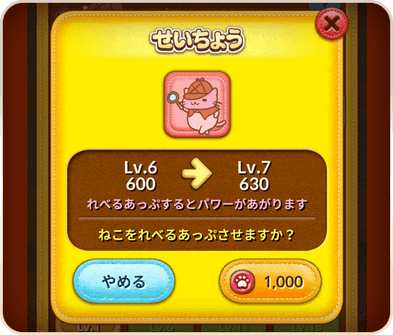 せいちょう
Lv.6 Lv.7
600 630
れべるあっぷするとパワーがあがります
ねこをれべるあっぷさせますか？
やめる 1,000
Lv.1